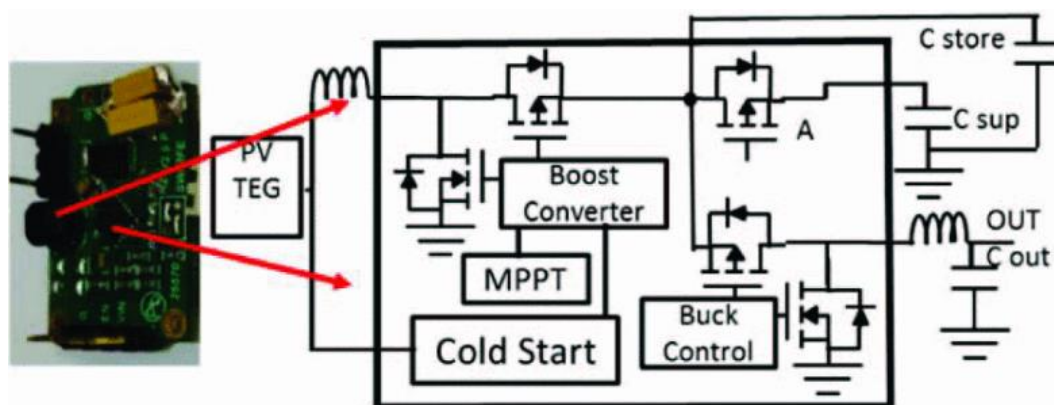 C store
PV
TEG
A
C sup
Boost
Converter
OUT
C out
MPPT
Buck
Control
Cold Start